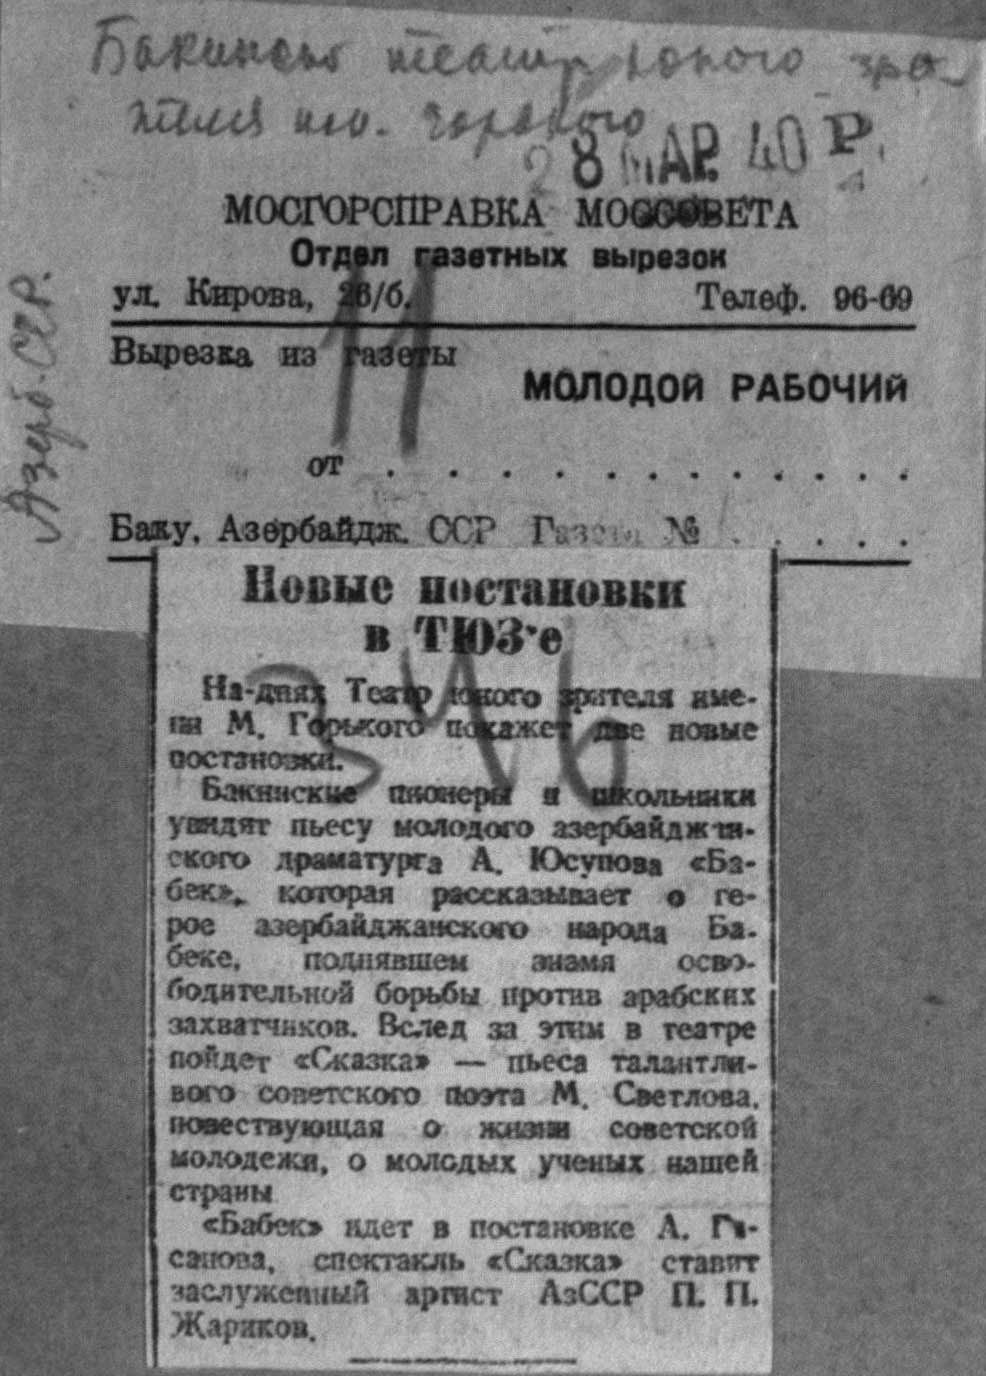 Бакинский театр юного зри-
теля им. Горького
28 МАР. 40 Р.
МОСГОРСПРАВКА МОССОВЕТА
Отдел газетных вырезок
ул. Кирова, 26/б. Телеф. 96-69
Азерб. ССР.
Вырезка из газеты
11
МОЛОДОЙ РАБОЧИЙ
от . . . . . . . . . . .
Баку, Азербайдж. ССР Газета № . . . . .
Новые постановки
в ТЮЗ'е
346
На-днях Театр юного зрителя име-
ни М. Горького покажет две новые
постановки.
Бакинские пионеры и школьники
увидят пьесу молодого азербайджан-
ского драматурга А. Юсупова «Ба-
бек», которая рассказывает о ге-
рое азербайджанского народа Ба-
беке, поднявшем знамя осво-
бодительной борьбы против арабских
захватчиков. Вслед за этим в театре
пойдет «Сказка» — пьеса талантли-
вого советского поэта М. Светлова,
повествующая о жизни советской
молодежи, о молодых ученых нашей
страны
«Бабек» идет в постановке А. Га-
санова, спектакль «Сказка» ставит
заслуженный артист АзССР П. П.
Жариков.